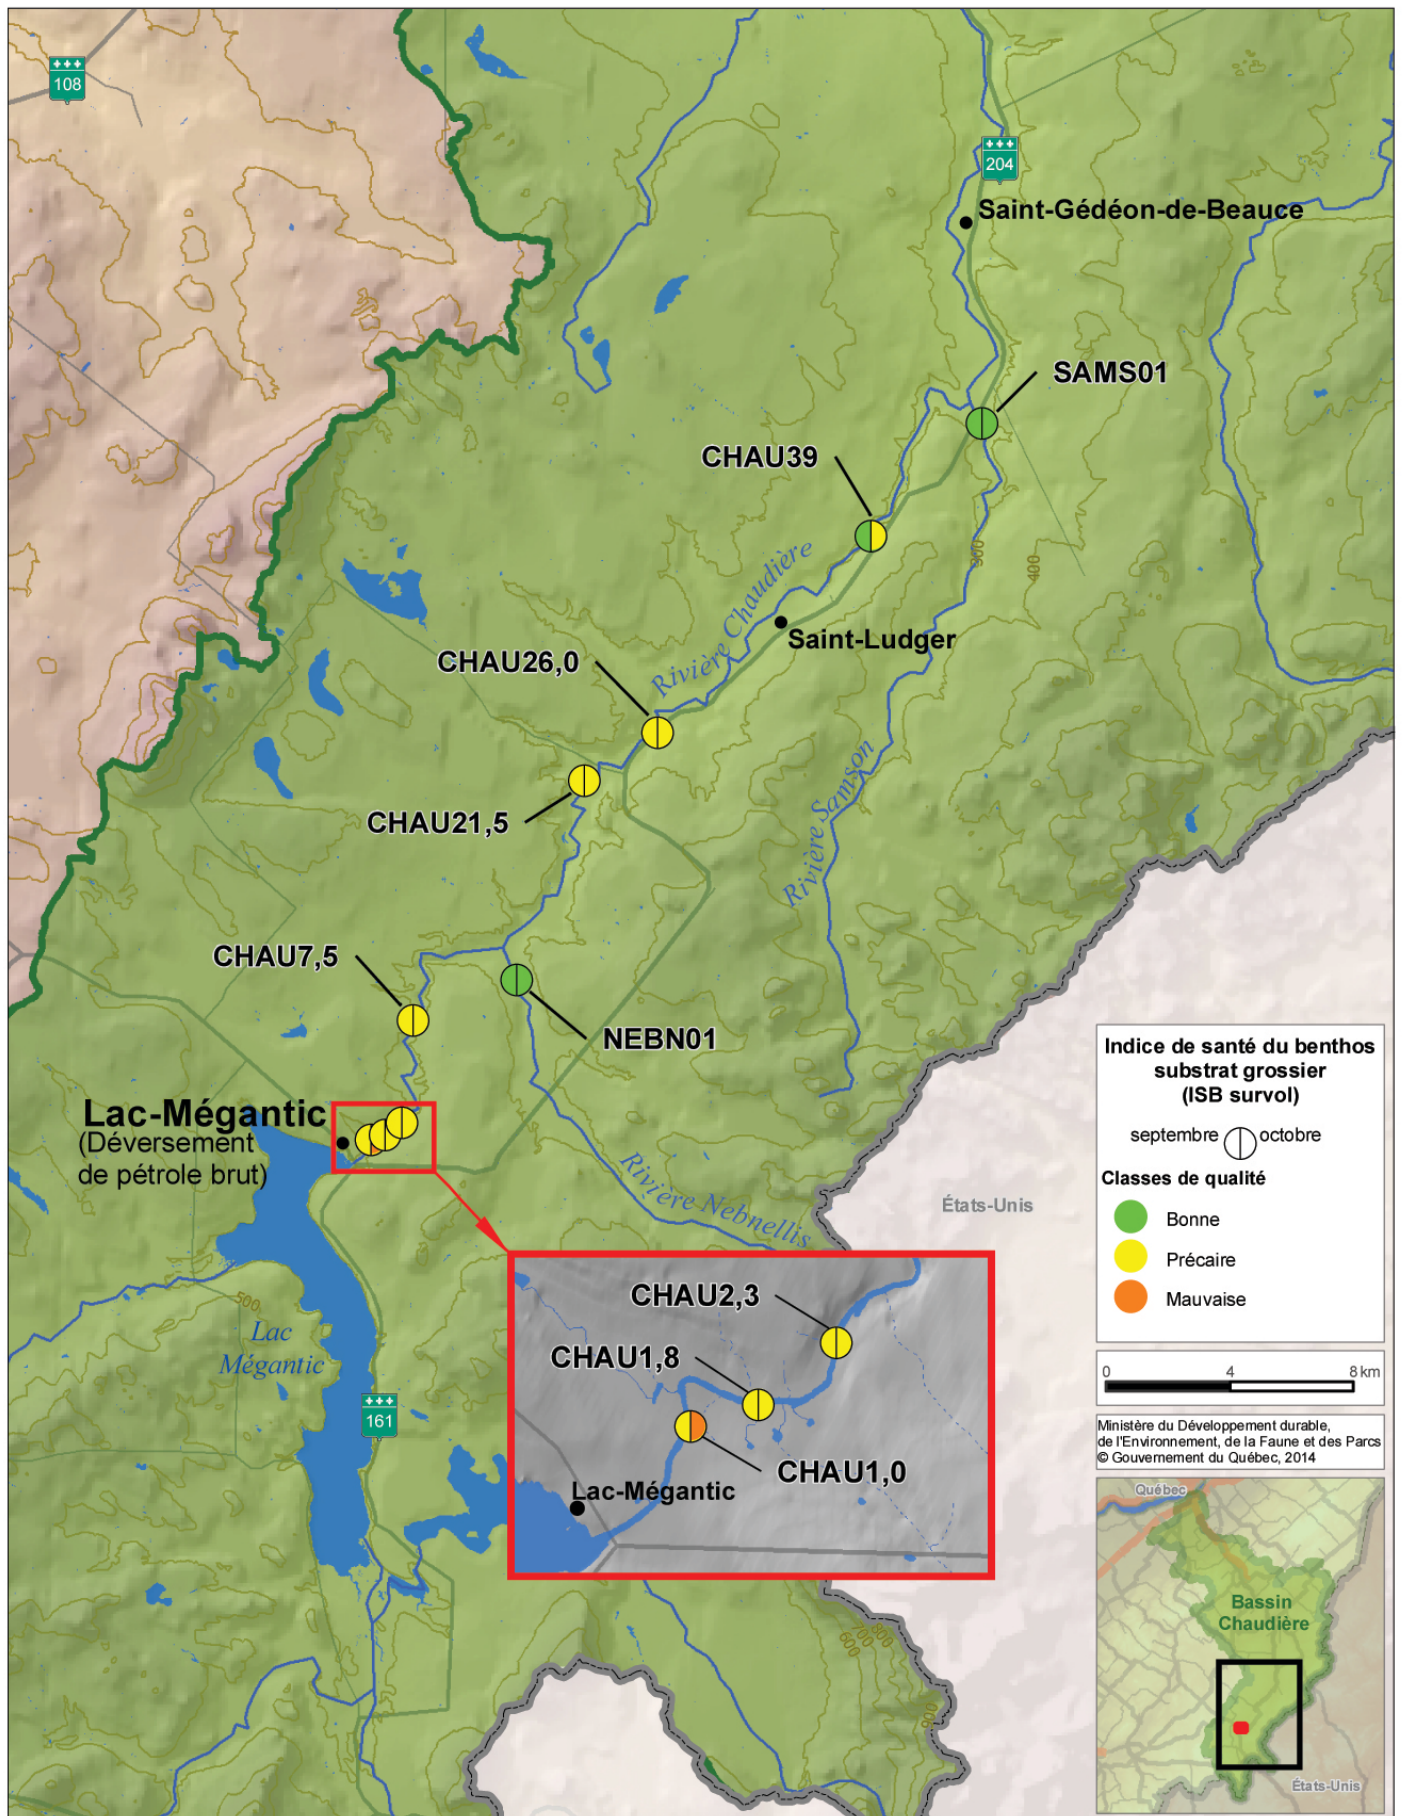 108
204
Saint-Gédéon-de-Beauce
SAMS01
CHAU39
300
400
Rivière Chaudière
Saint-Ludger
CHAU26,0
Rivière Samson
CHAU21,5
CHAU7,5
NEBN01
Lac-Mégantic
(Déversement
de pétrole brut)
Rivière Nebnellis
États-Unis
500
Lac
Mégantic
161
CHAU2,3
CHAU1,8
CHAU1,0
Lac-Mégantic
600
700
800
900
Indice de santé du benthos
substrat grossier
(ISB survol)
septembre octobre
Classes de qualité
Bonne
Précaire
Mauvaise
0 4 8 km
Ministère du Développement durable,
de l'Environnement, de la Faune et des Parcs
© Gouvernement du Québec, 2014
Québec
Bassin
Chaudière
États-Unis